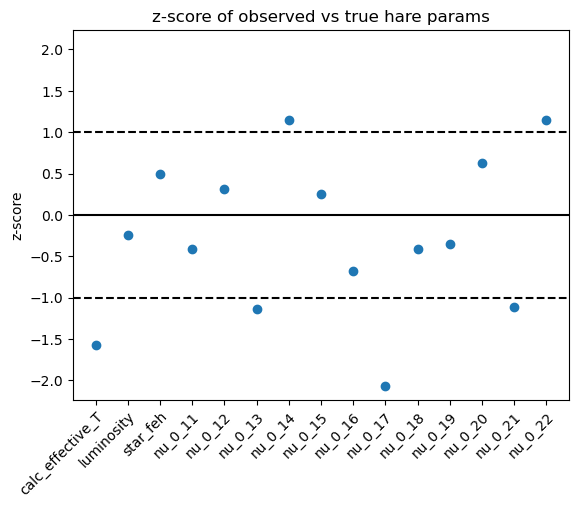 z-score of observed vs true hare params
z-score
2.0
1.5
1.0
0.5
0.0
−0.5
−1.0
−1.5
−2.0
calc_effective_T
luminosity
star_feh
nu_0_11
nu_0_12
nu_0_13
nu_0_14
nu_0_15
nu_0_16
nu_0_17
nu_0_18
nu_0_19
nu_0_20
nu_0_21
nu_0_22